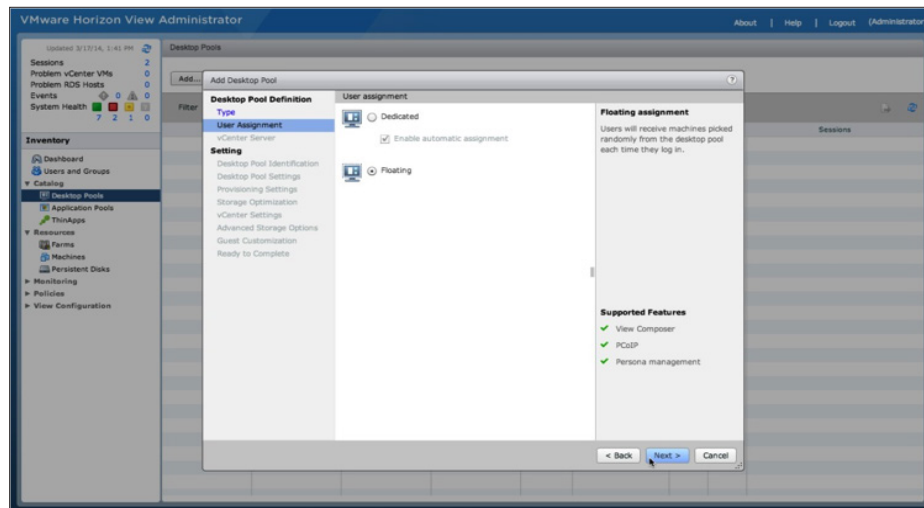 VMware Horizon View Administrator
About | Help | Logout (Administrator
Updated 3/17/14, 1:41 PM
Sessions 2
Problem vCenter VMs 0
Problem RDS Hosts 0
Events 0 0
System Health
7 2 1 0
Inventory
Dashboard
Users and Groups
Catalog
Desktop Pools
Application Pools
ThinApps
Resources
Farms
Machines
Persistent Disks
Monitoring
Policies
View Configuration
Desktop Pools
Add...
Filter
Sessions
Add Desktop Pool
?
Desktop Pool Definition
Type
User Assignment
vCenter Server
Setting
Desktop Pool Identification
Desktop Pool Settings
Provisioning Settings
Storage Optimization
vCenter Settings
Advanced Storage Options
Guest Customization
Ready to Complete
User assignment
Dedicated
Enable automatic assignment
Floating
Floating assignment
Users will receive machines picked
randomly from the desktop pool
each time they log in.
Supported Features
View Composer
PCoIP
Persona management
< Back
Next >
Cancel